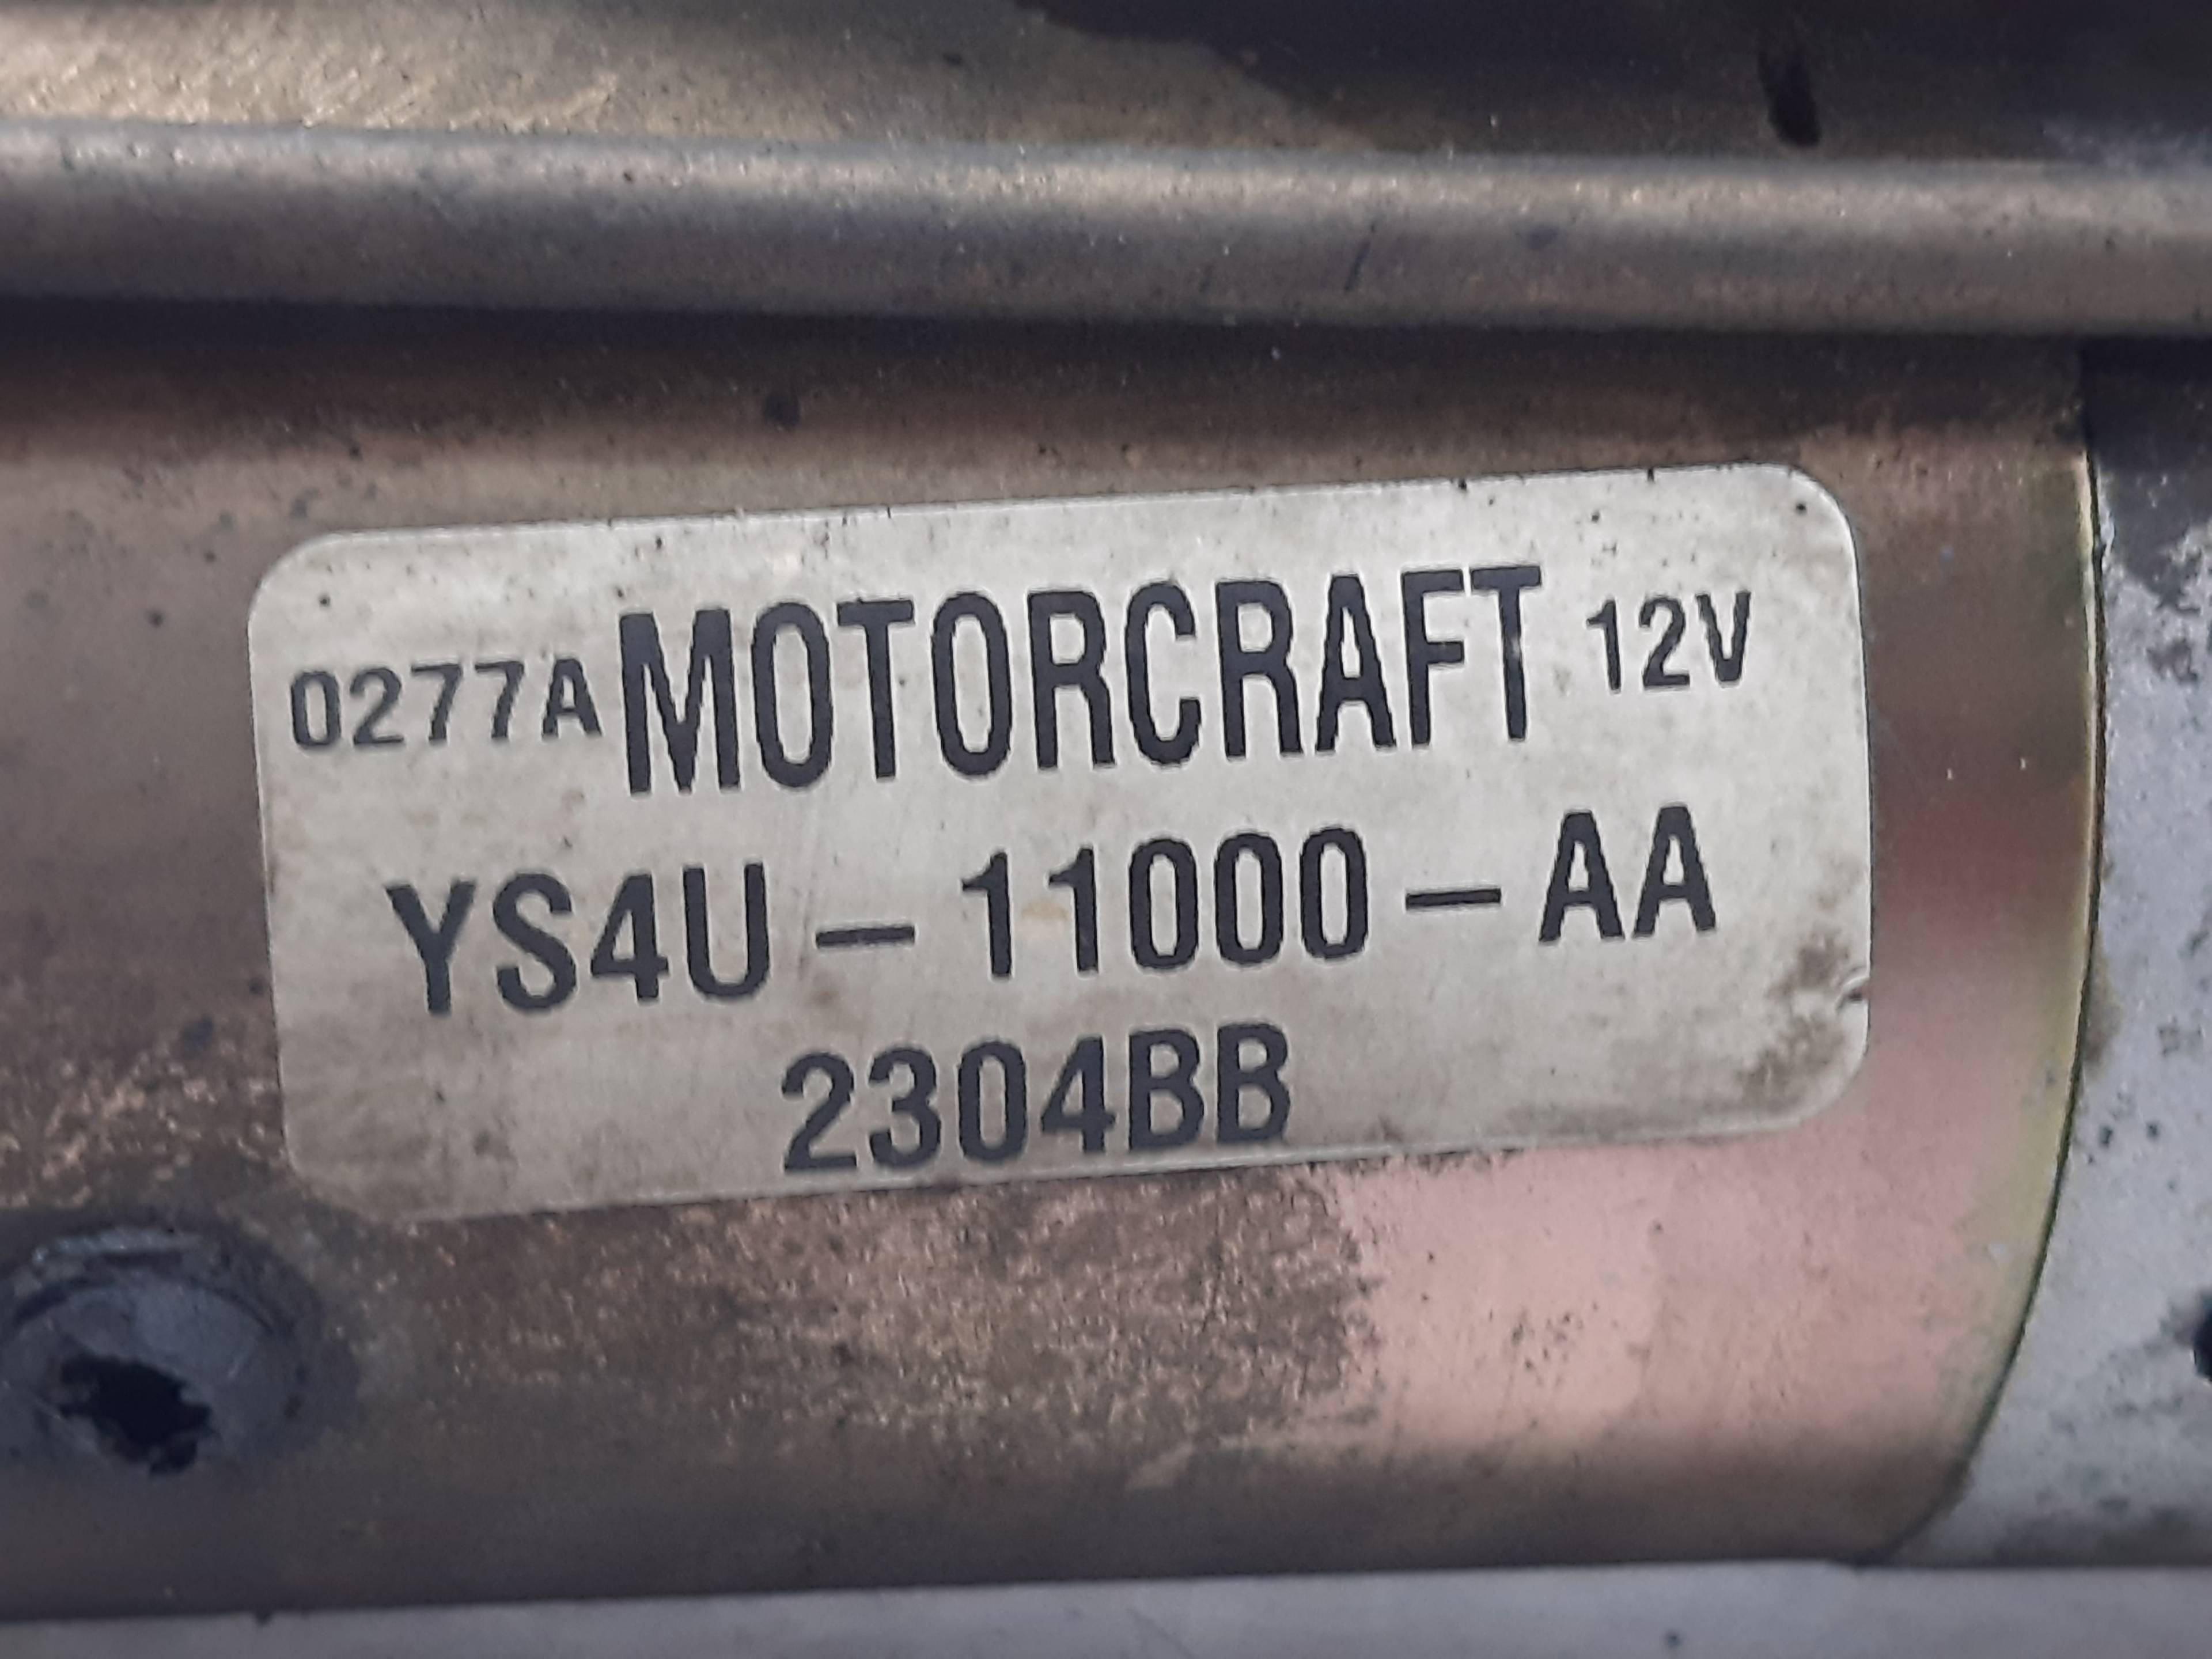 0277A MOTORCRAFT 12V
YS4U-11000-AA
2304BB